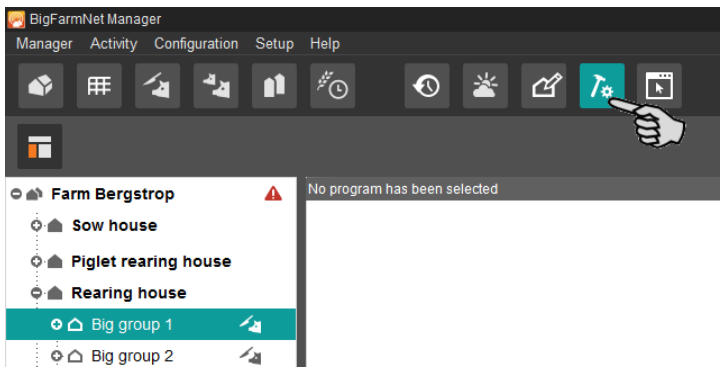 BigFarmNet Manager
Manager Activity Configuration Setup Help
No program has been selected
Farm Bergstrop
Sow house
Piglet rearing house
Rearing house
Big group 1
Big group 2